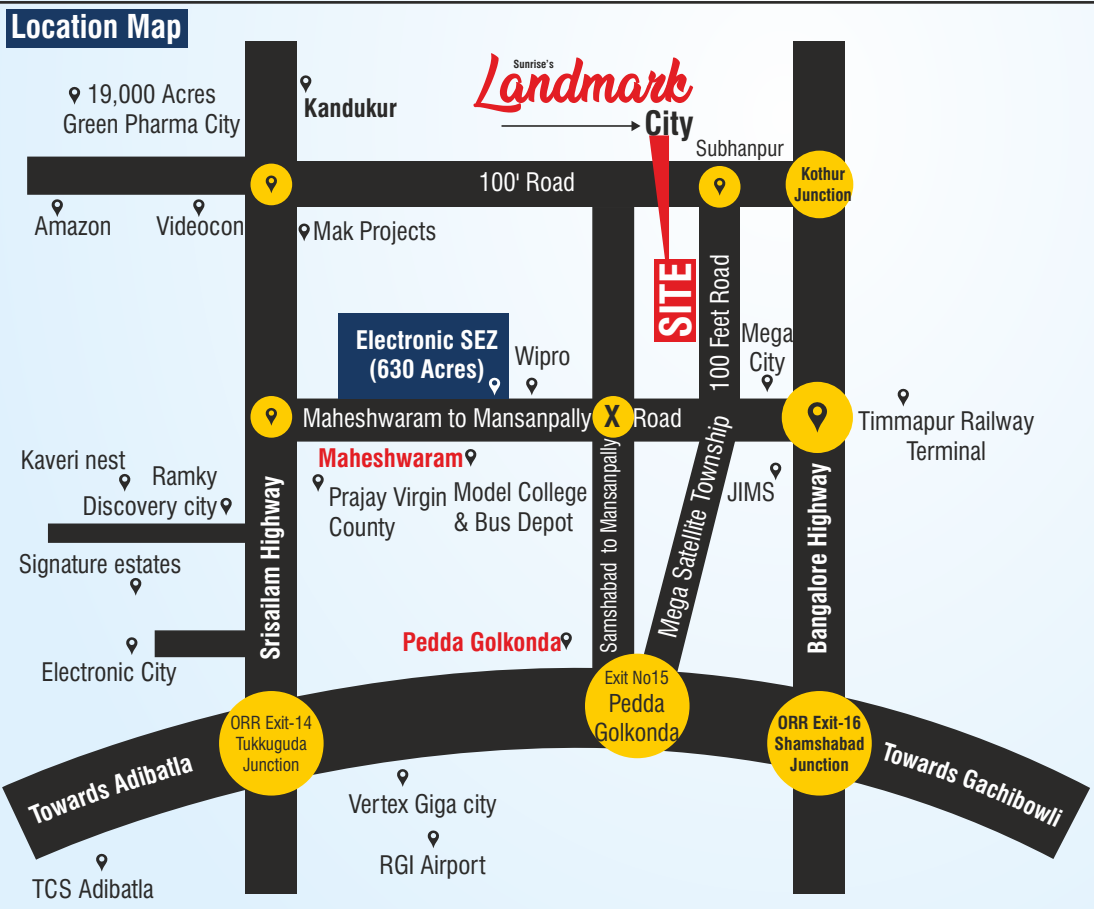 Location Map
19,000 Acres
Green Pharma City
Kandukur
Sunrise's
Landmark
City
Subhanpur
Kothur
Junction
100' Road
Amazon
Videocon
Mak Projects
SITE
100 Feet Road
Electronic SEZ
(630 Acres)
Wipro
Mega
City
Maheshwaram to Mansanpally
X
Road
Timmapur Railway
Terminal
Maheshwaram
Kaveri nest
Ramky
Discovery city
Prajay Virgin
County
Model College
& Bus Depot
JIMS
Srisailam Highway
Samshabad to Mansanpally
Mega Satellite Township
Bangalore Highway
Signature estates
Electronic City
Pedda Golkonda
Exit No15
Pedda
Golkonda
ORR Exit-14
Tukkuguda
Junction
ORR Exit-16
Shamshabad
Junction
Towards Adibatla
Towards Gachibowli
Vertex Giga city
RGI Airport
TCS Adibatla